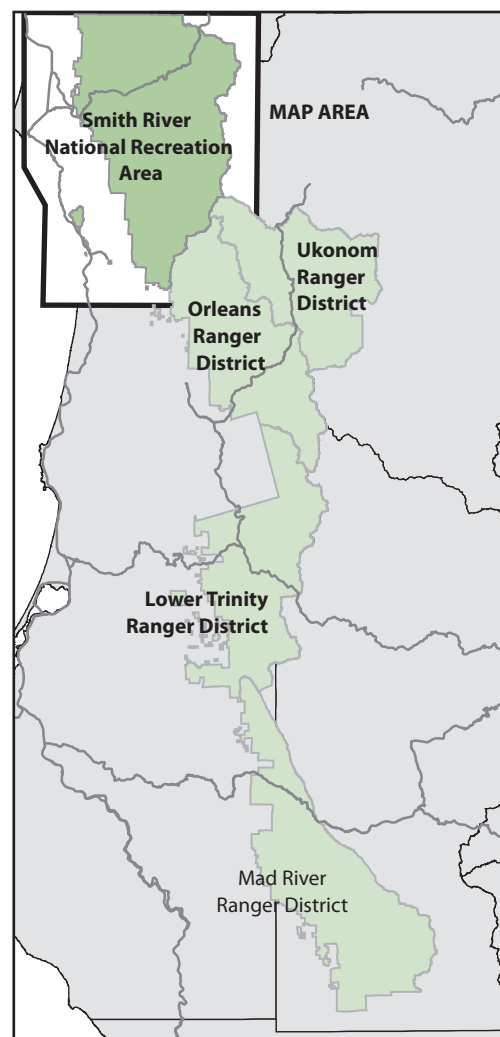 MAP AREA
Smith River
National Recreation
Area
Ukonom
Ranger
District
Orleans
Ranger
District
Lower Trinity
Ranger District
Mad River
Ranger District